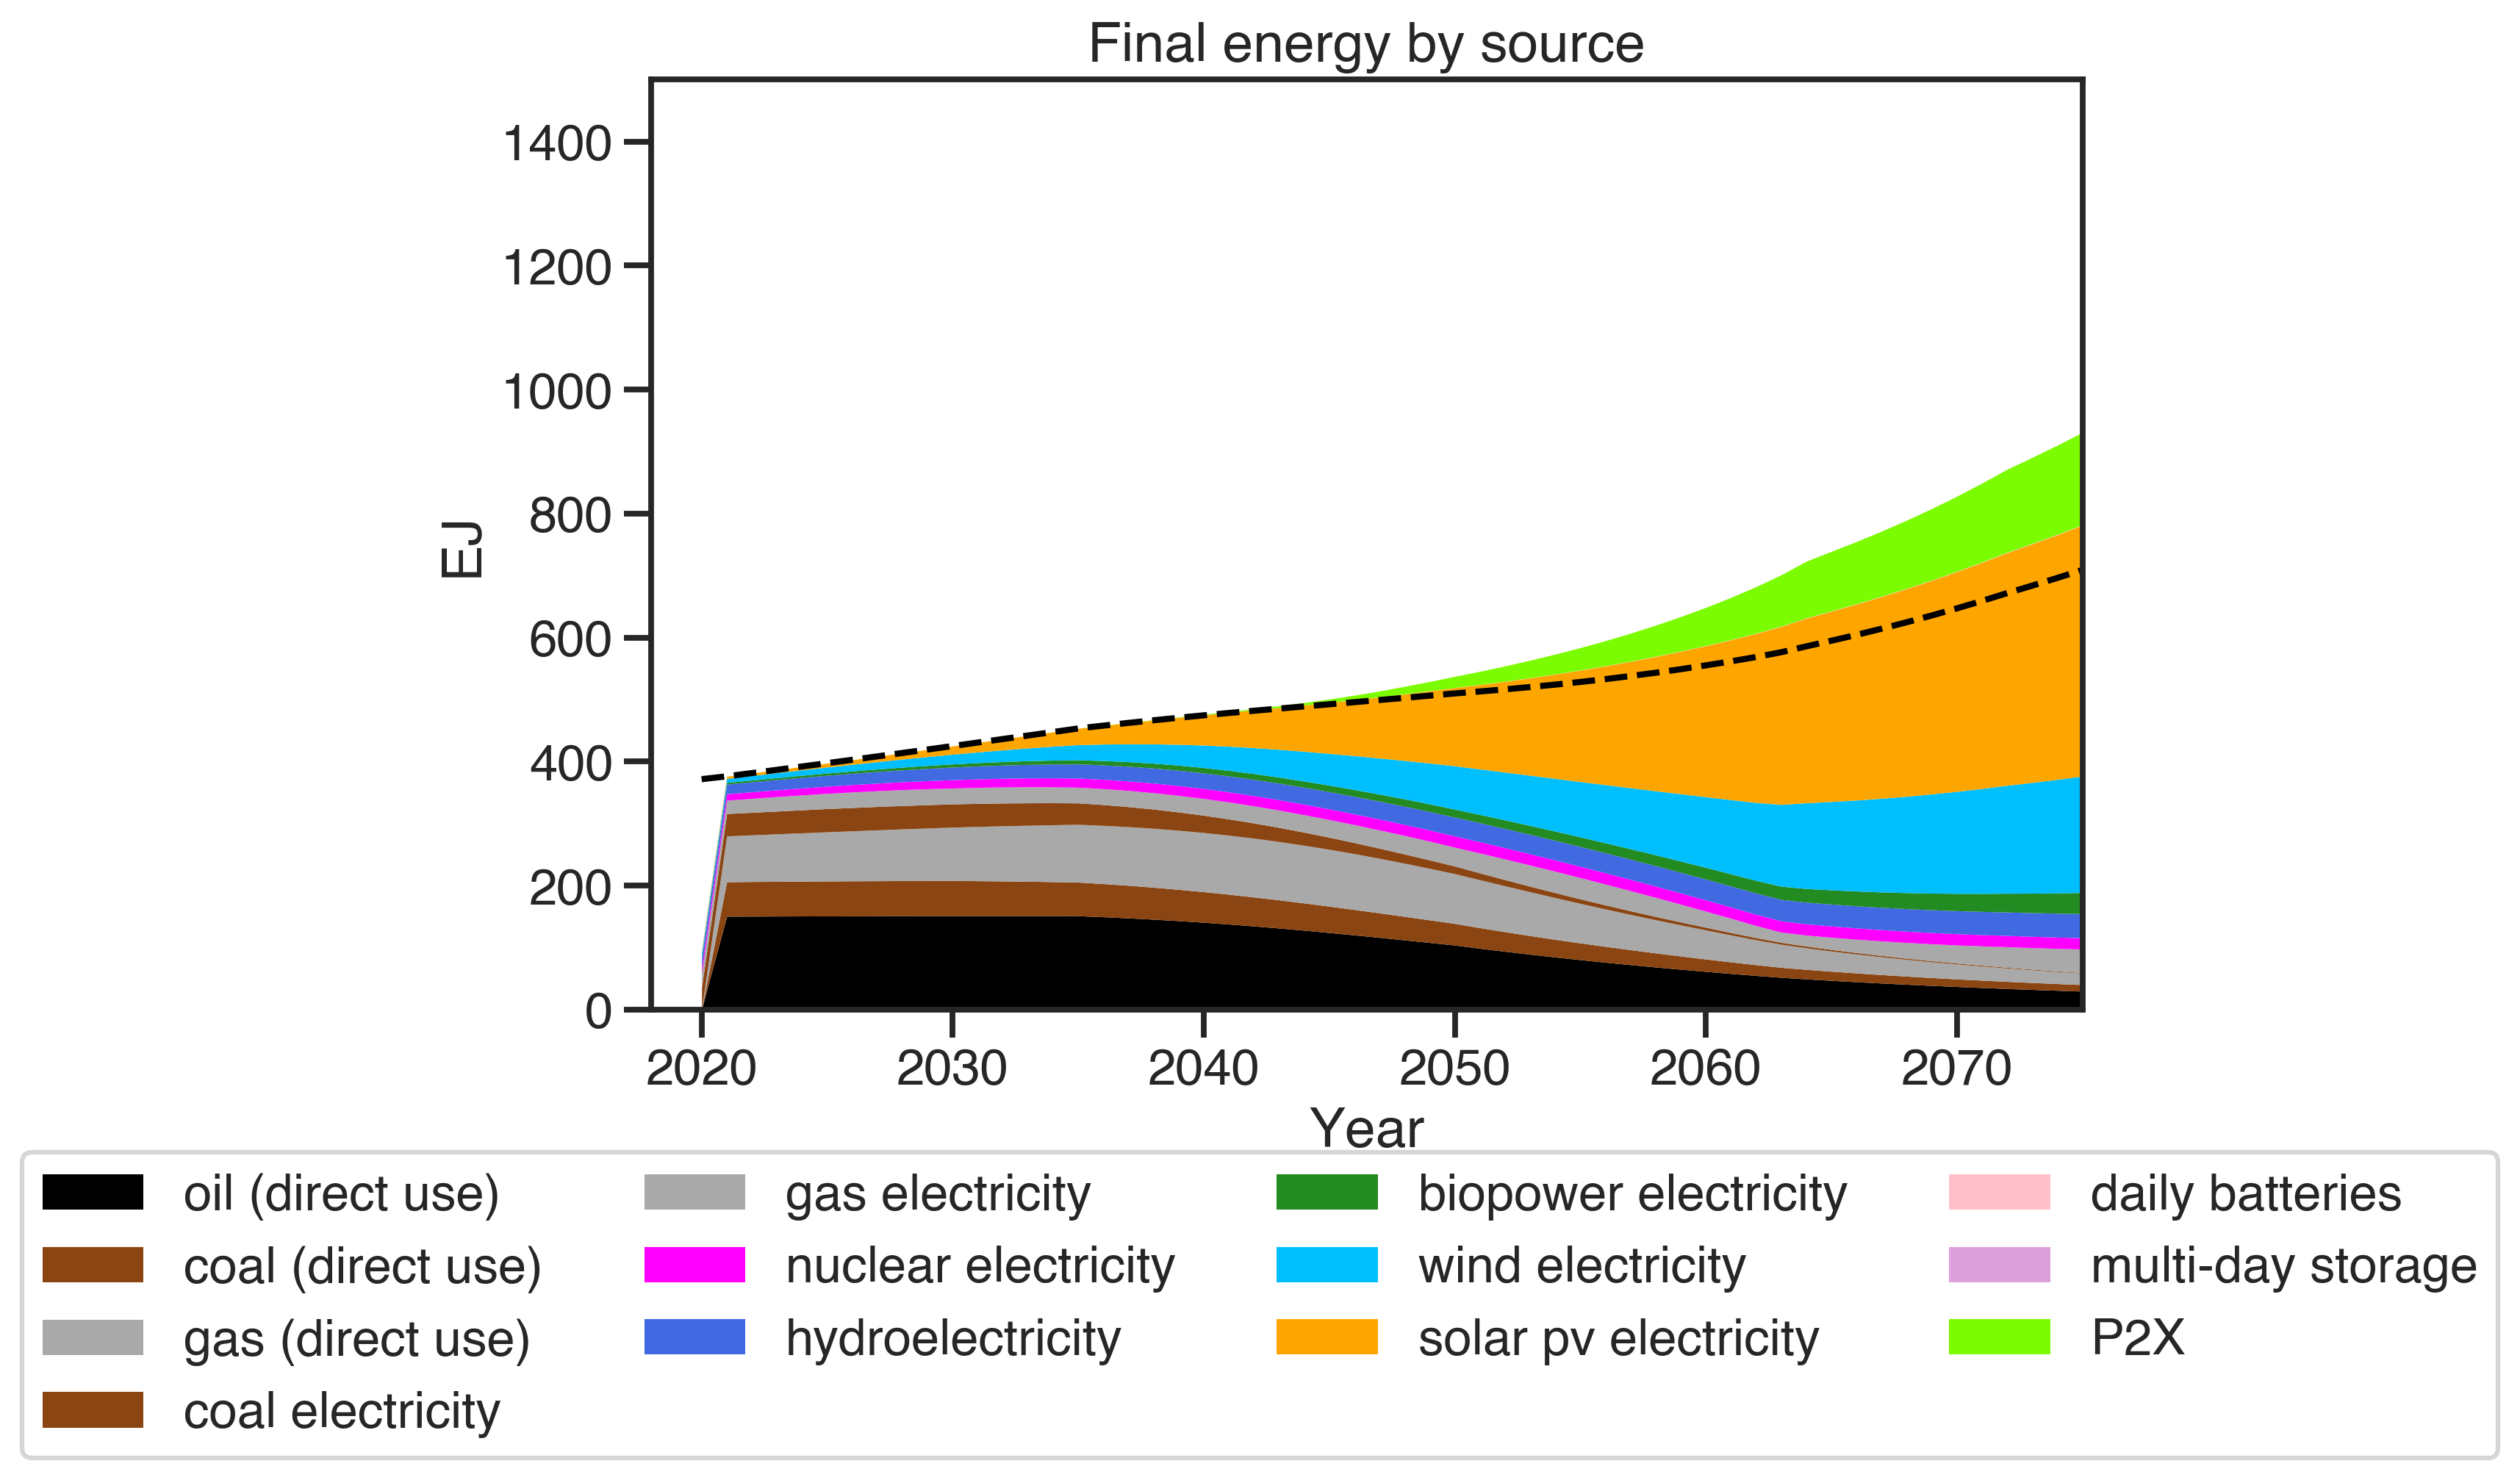 Final energy by source
1400
1200
1000
800
600
400
200
0
EJ
2020 2030 2040 2050 2060 2070
Year
oil (direct use) gas electricity biopower electricity daily batteries
coal (direct use) nuclear electricity wind electricity multi-day storage
gas (direct use) hydroelectricity solar pv electricity P2X
coal electricity